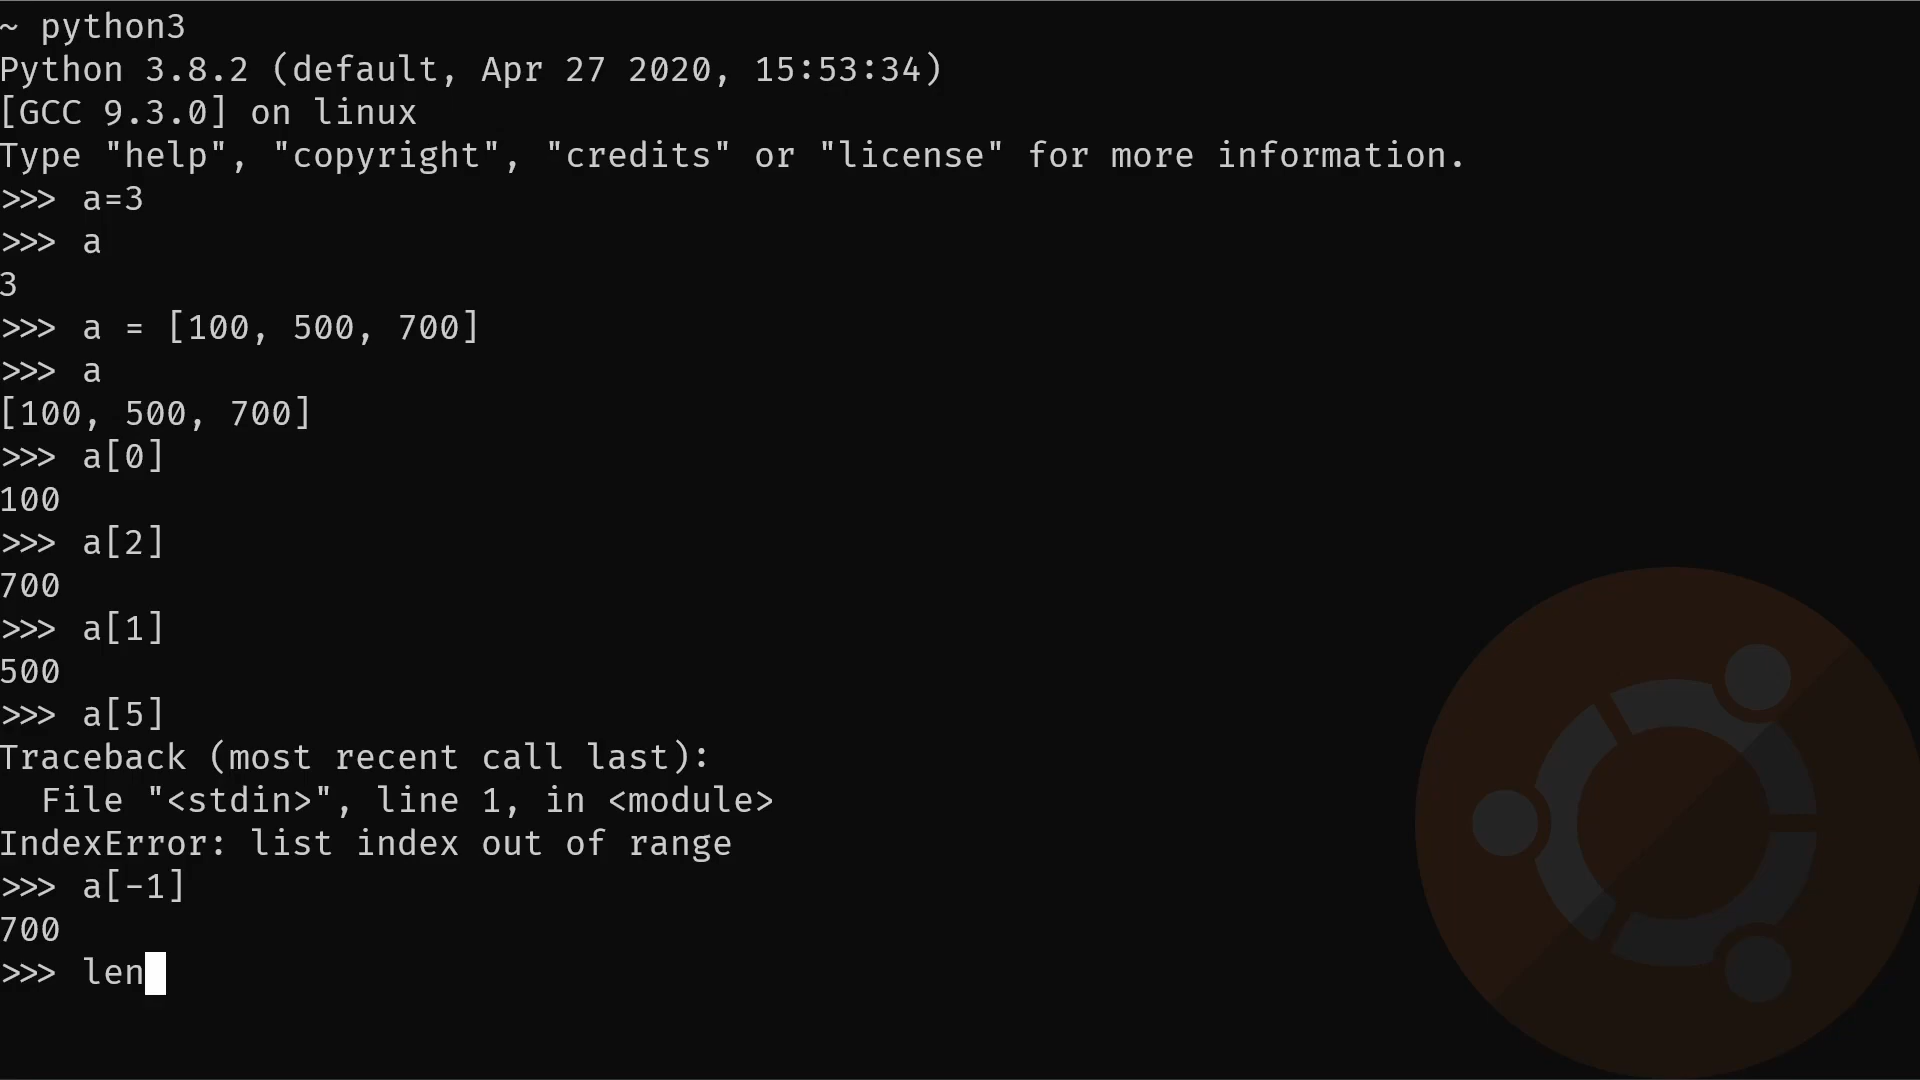 ~ python3
Python 3.8.2 (default, Apr 27 2020, 15:53:34)
[GCC 9.3.0] on linux
Type "help", "copyright", "credits" or "license" for more information.
>>> a=3
>>> a
3
>>> a = [100, 500, 700]
>>> a
[100, 500, 700]
>>> a[0]
100
>>> a[2]
700
>>> a[1]
500
>>> a[5]
Traceback (most recent call last):
  File "<stdin>", line 1, in <module>
IndexError: list index out of range
>>> a[-1]
700
>>> len